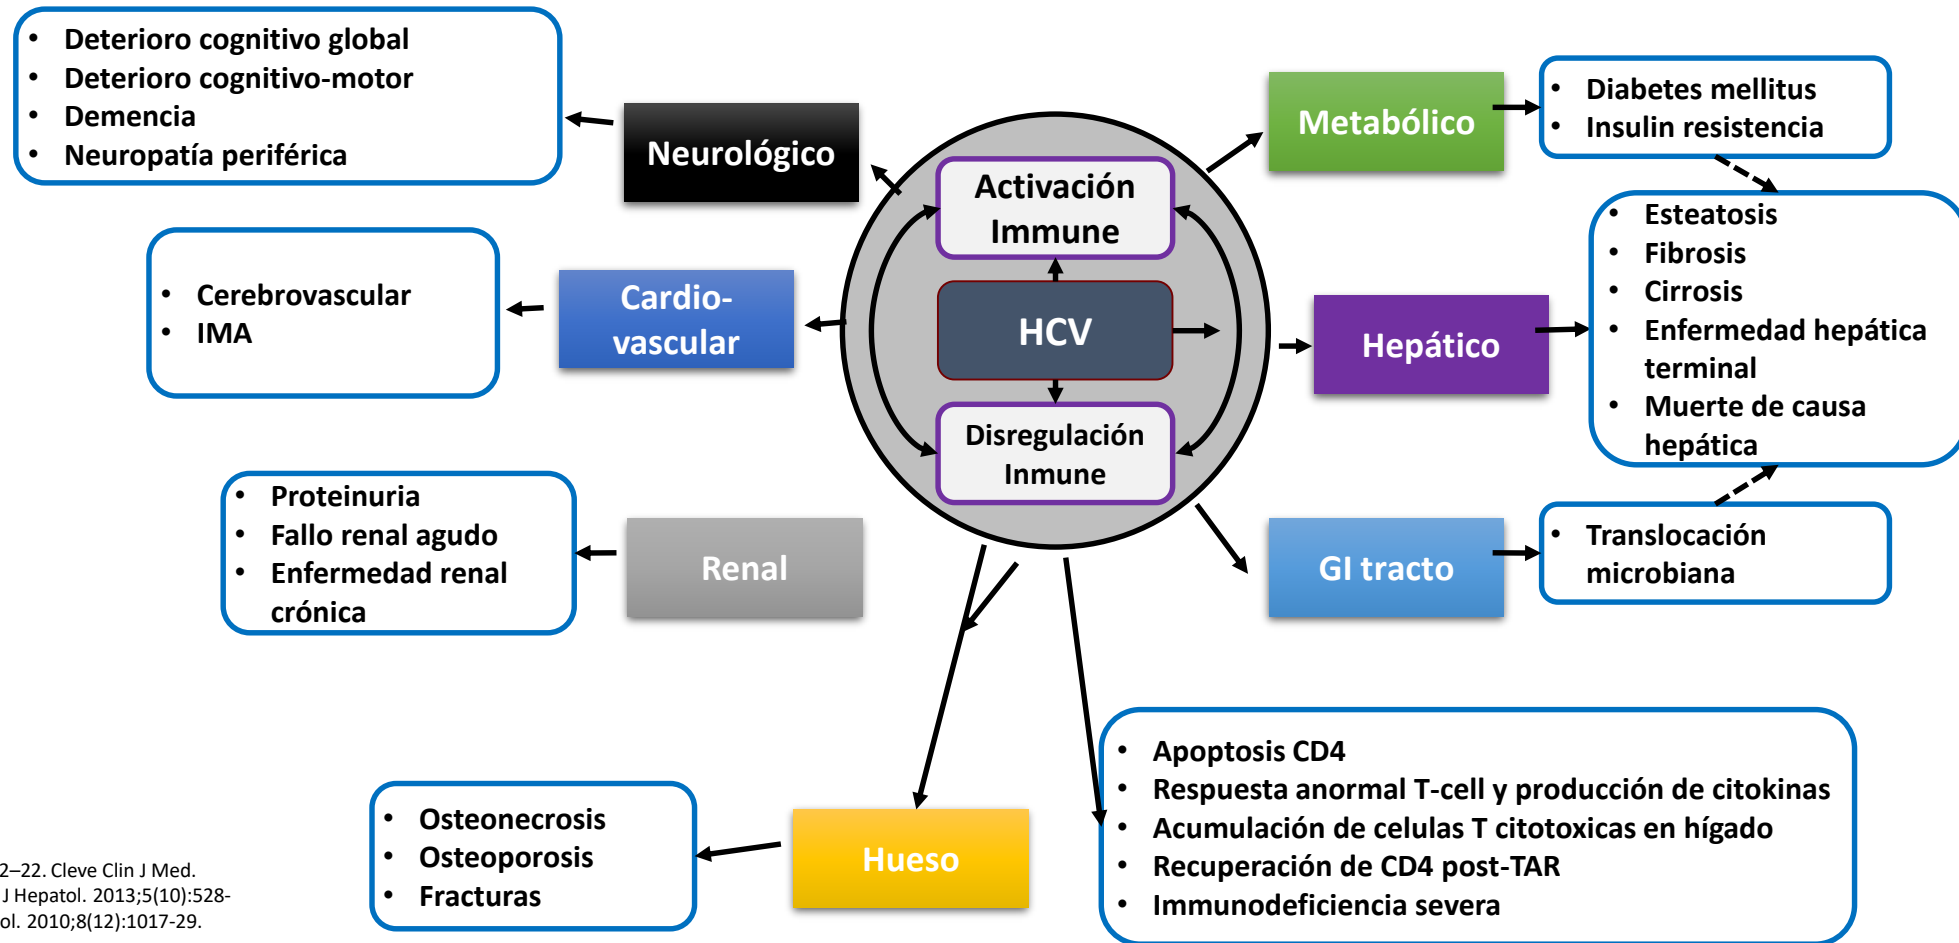 • Deterioro cognitivo global
• Deterioro cognitivo-motor
• Demencia
• Neuropatía periférica
Neurológico
Metabólico
• Diabetes mellitus
• Insulin resistencia
Activación
Immune
HCV
Disregulación
Inmune
• Cerebrovascular
• IMA
Cardio-
vascular
Hepático
• Esteatosis
• Fibrosis
• Cirrosis
• Enfermedad hepática
terminal
• Muerte de causa
hepática
• Proteinuria
• Fallo renal agudo
• Enfermedad renal
crónica
Renal
GI tracto
• Translocación
microbiana
• Osteonecrosis
• Osteoporosis
• Fracturas
Hueso
• Apoptosis CD4
• Respuesta anormal T-cell y producción de citokinas
• Acumulación de celulas T citotoxicas en hígado
• Recuperación de CD4 post-TAR
• Immunodeficiencia severa
2–22. Cleve Clin J Med.
J Hepatol. 2013;5(10):528-
ol. 2010;8(12):1017-29.